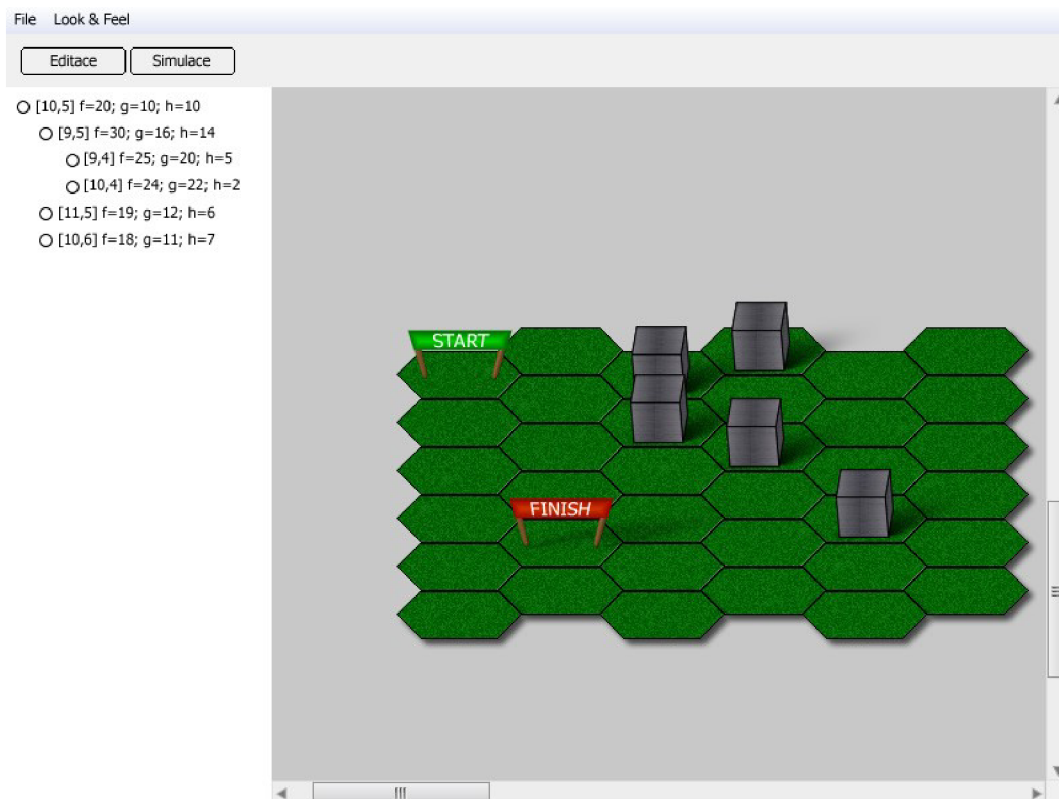 File Look & Feel
Editace Simulace
[10,5] f=20; g=10; h=10
[9,5] f=30; g=16; h=14
[9,4] f=25; g=20; h=5
[10,4] f=24; g=22; h=2
[11,5] f=19; g=12; h=6
[10,6] f=18; g=11; h=7
START
FINISH